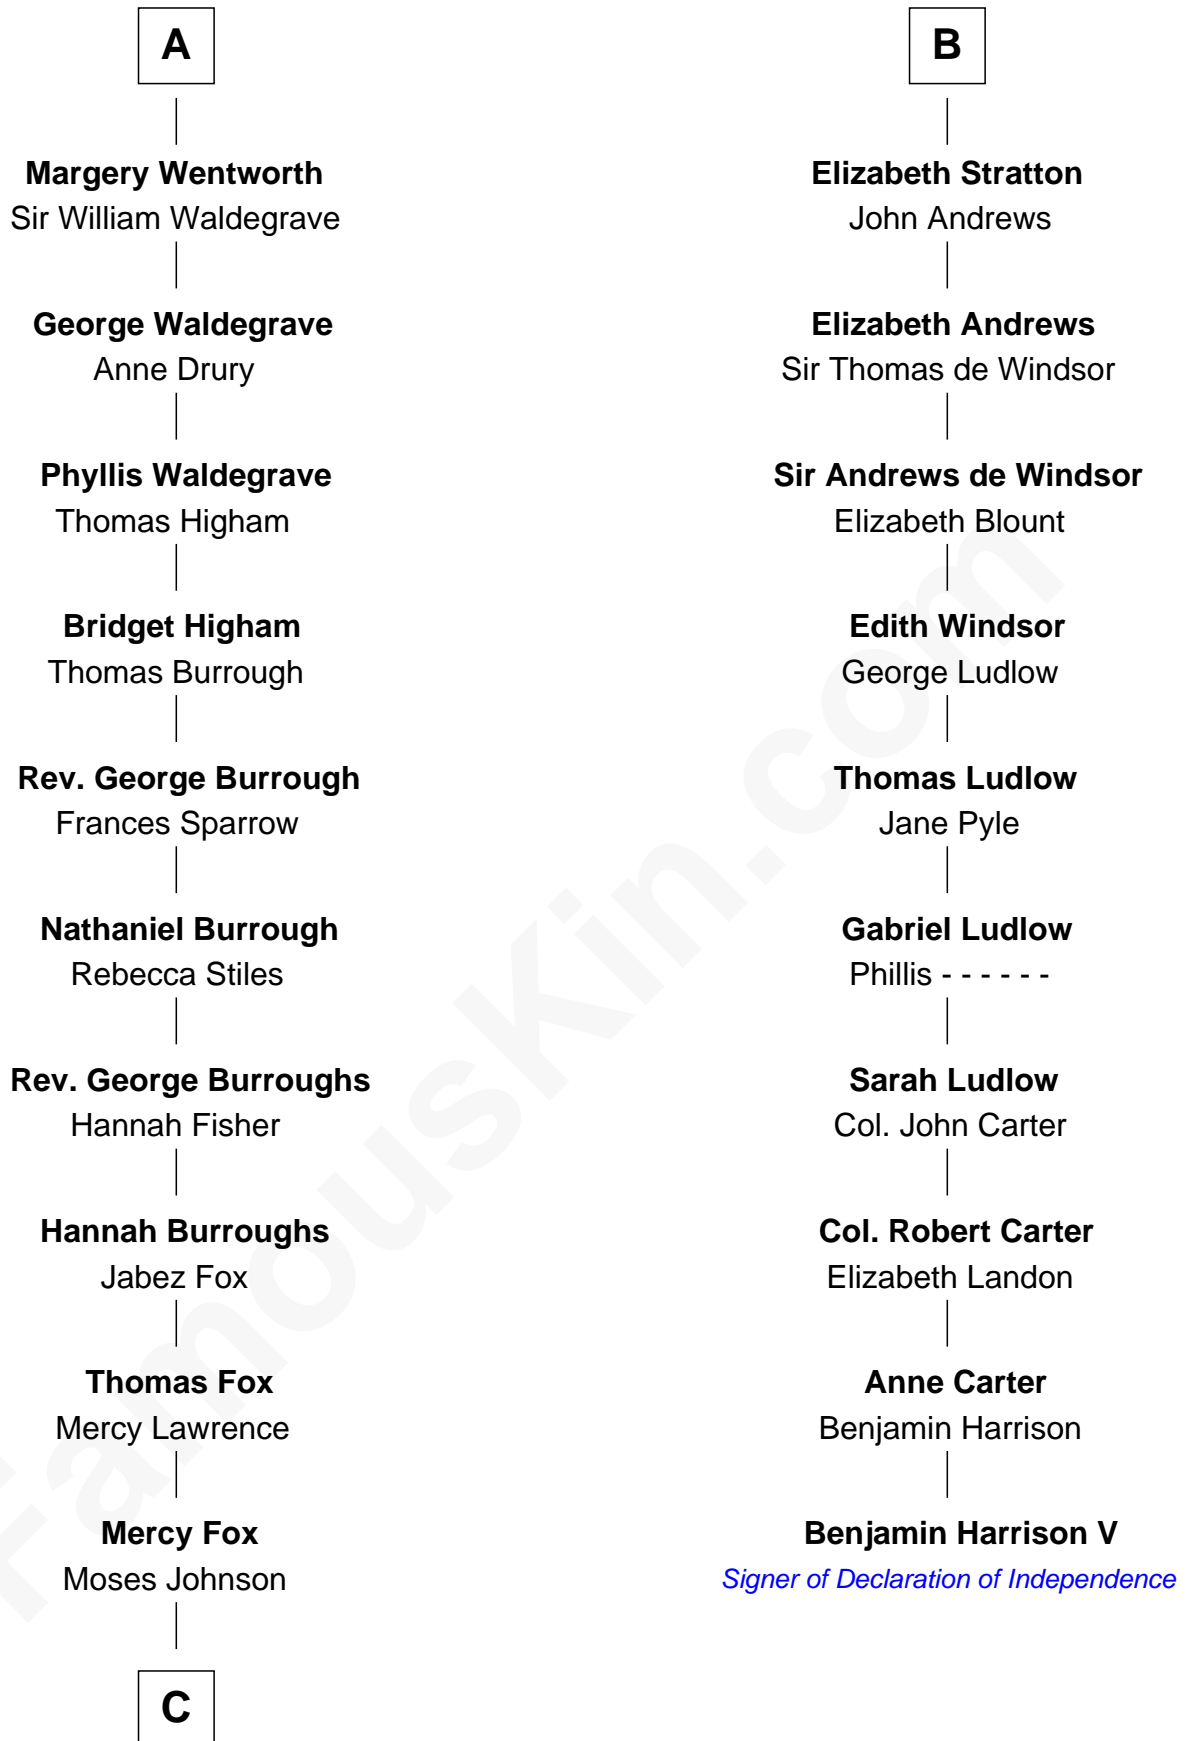 A
Margery Wentworth
Sir William Waldegrave
George Waldegrave
Anne Drury
Phyllis Waldegrave
Thomas Higham
Bridget Higham
Thomas Burrough
Rev. George Burrough
Frances Sparrow
Nathaniel Burrough
Rebecca Stiles
Rev. George Burroughs
Hannah Fisher
Hannah Burroughs
Jabez Fox
Thomas Fox
Mercy Lawrence
Mercy Fox
Moses Johnson
C
B
Elizabeth Stratton
John Andrews
Elizabeth Andrews
Sir Thomas de Windsor
Sir Andrews de Windsor
Elizabeth Blount
Edith Windsor
George Ludlow
Thomas Ludlow
Jane Pyle
Gabriel Ludlow
Phillis - - - - - -
Sarah Ludlow
Col. John Carter
Col. Robert Carter
Elizabeth Landon
Anne Carter
Benjamin Harrison
Benjamin Harrison V
Signer of Declaration of Independence
FamousKin.com